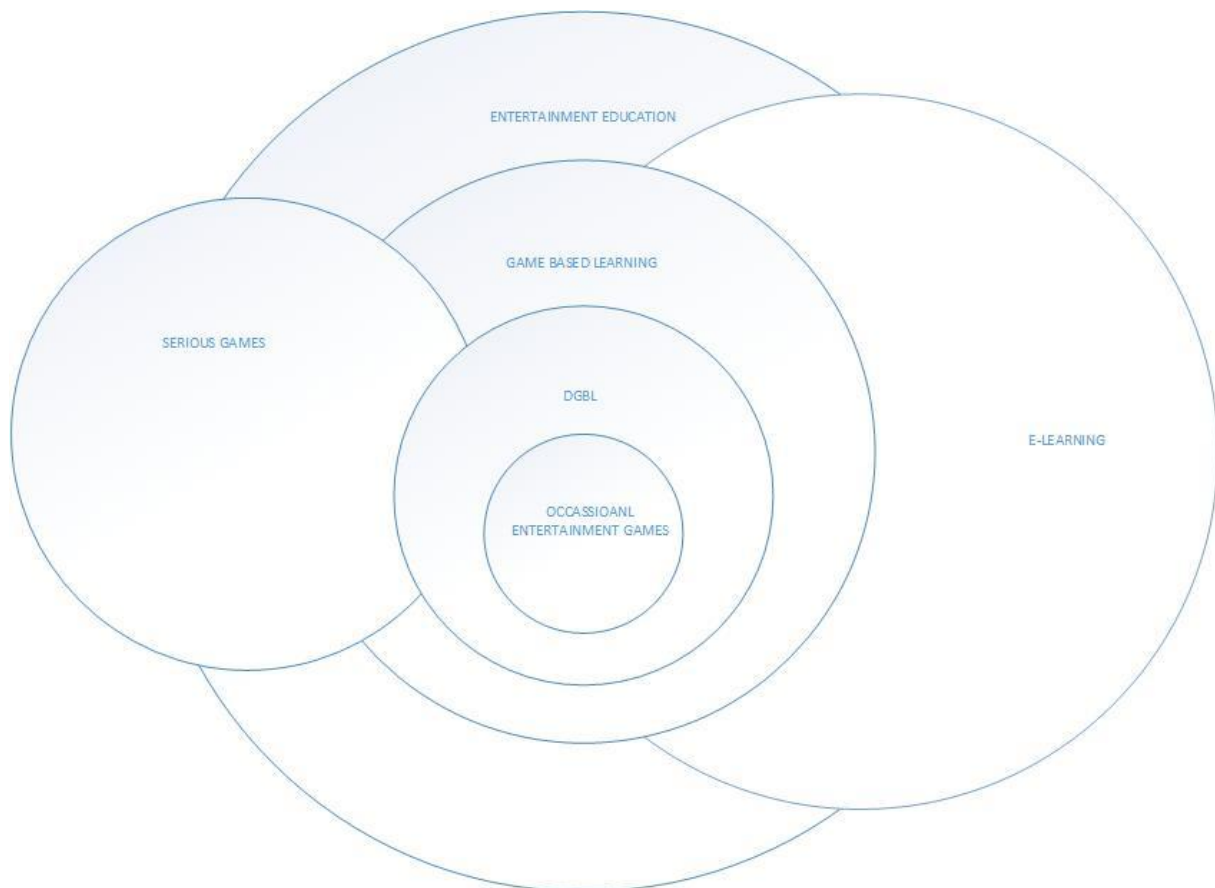 ENTERTAINMENT EDUCATION
GAME BASED LEARNING
SERIOUS GAMES
DGBL
E-LEARNING
OCCASSIOANL
ENTERTAINMENT GAMES